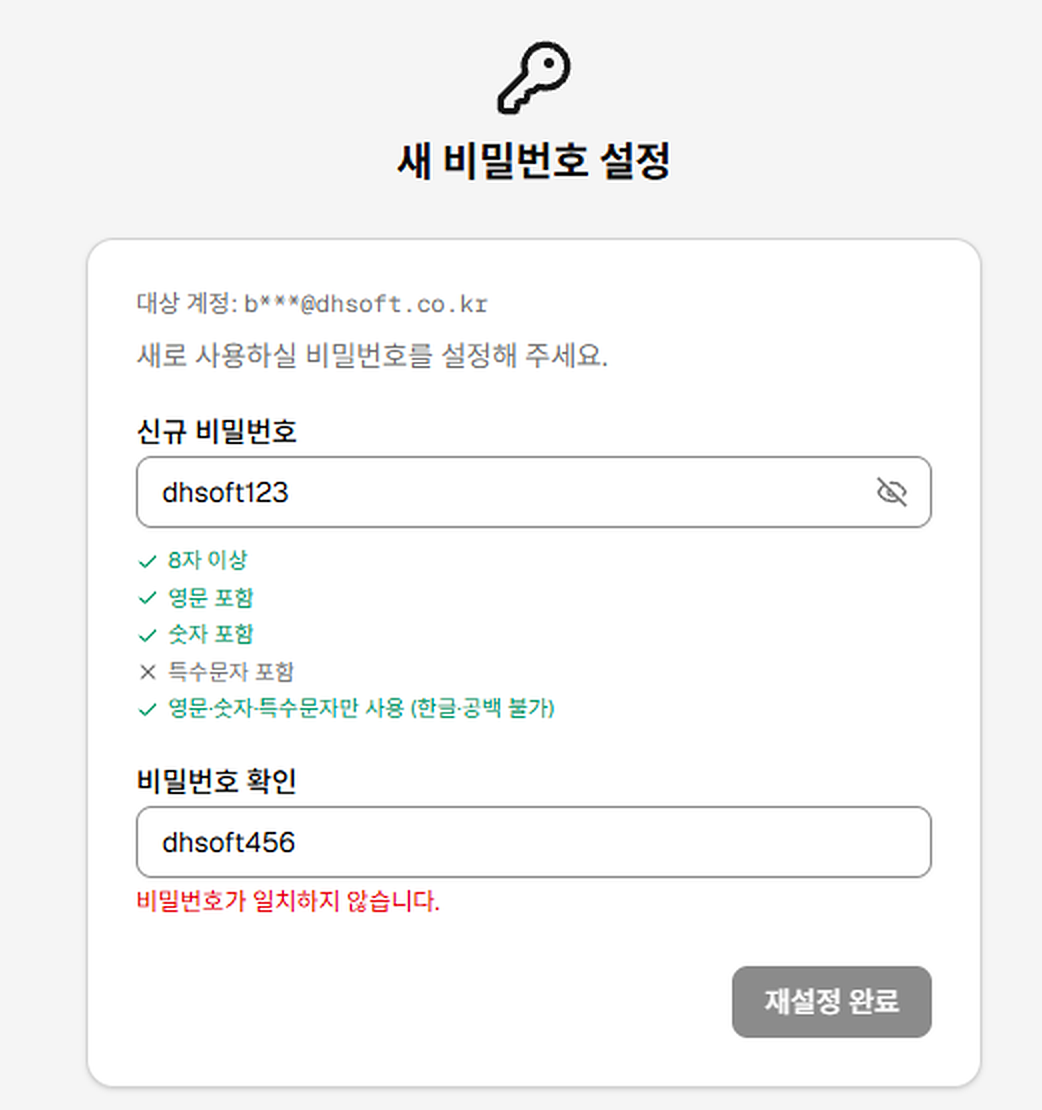 새 비밀번호 설정
대상 계정: b***@dhsoft.co.kr
새로 사용하실 비밀번호를 설정해 주세요.
신규 비밀번호
dhsoft123
8자 이상
영문 포함
숫자 포함
특수문자 포함
영문·숫자·특수문자만 사용 (한글·공백 불가)
비밀번호 확인
dhsoft456
비밀번호가 일치하지 않습니다.
재설정 완료